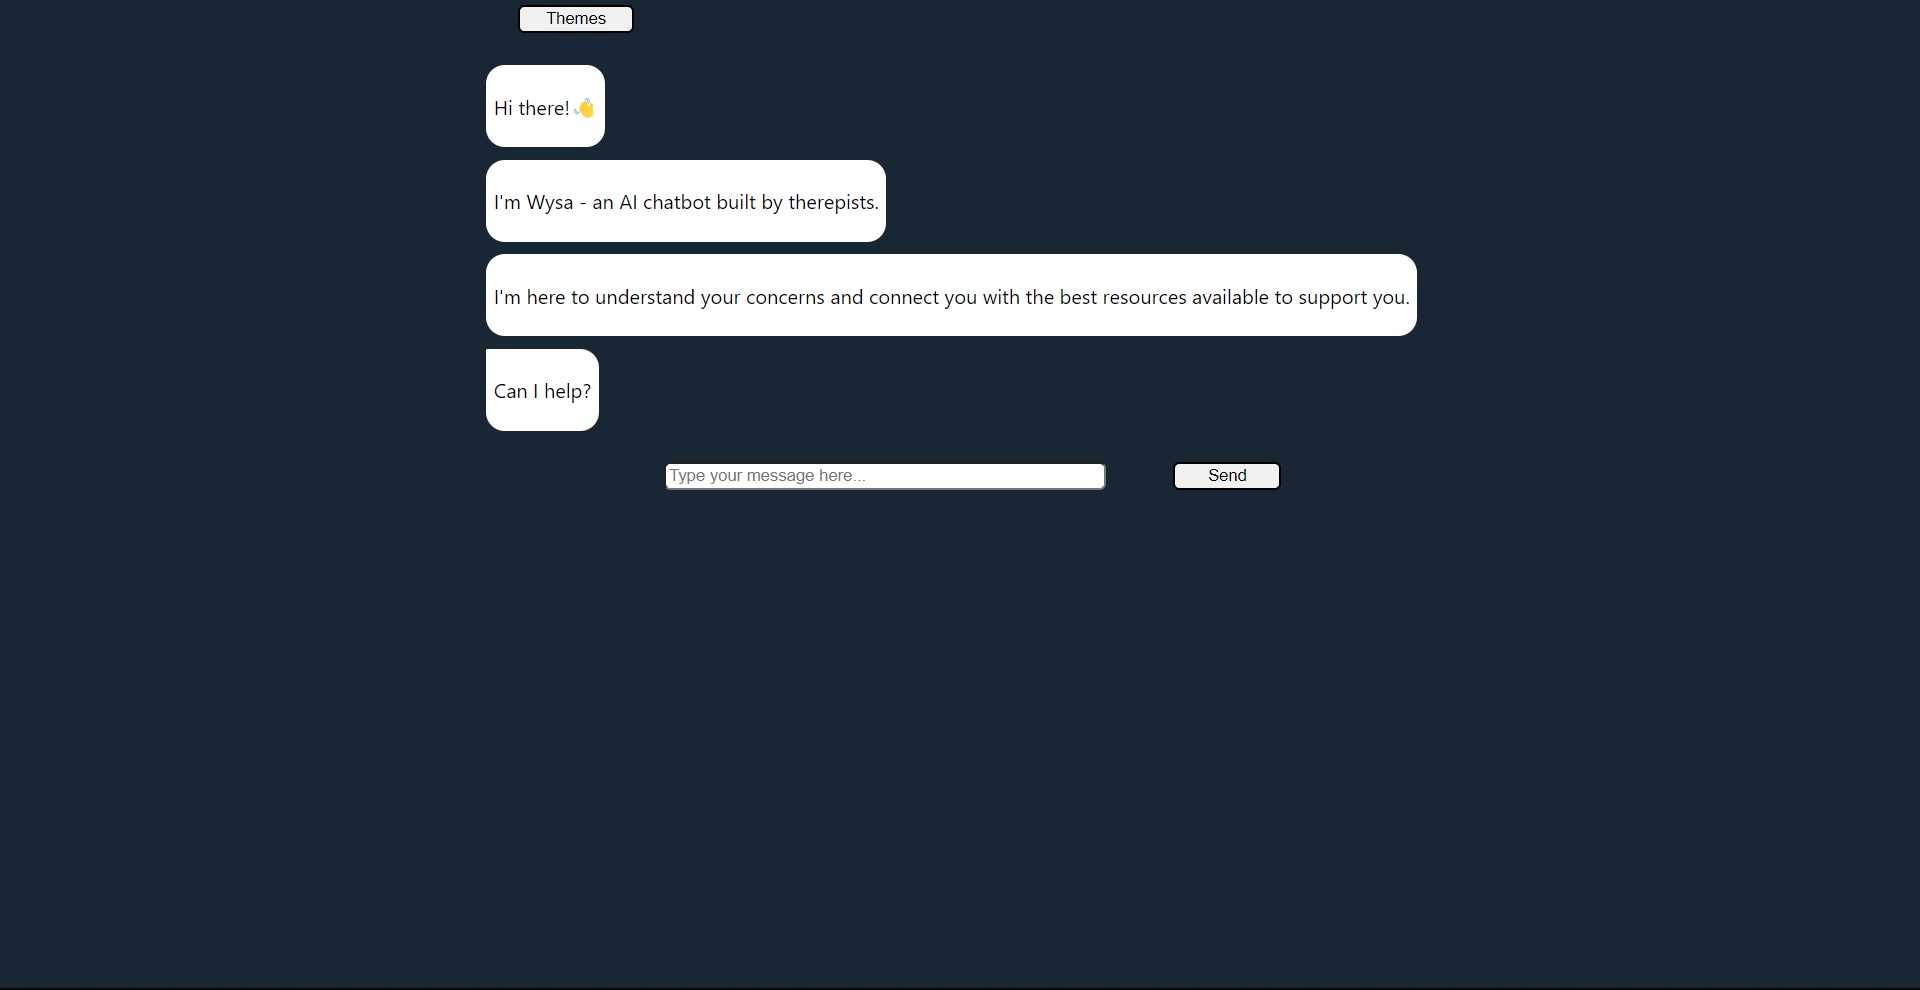 Themes
Hi there! 👋
I'm Wysa - an AI chatbot built by therepists.
I'm here to understand your concerns and connect you with the best resources available to support you.
Can I help?
Type your message here... Send